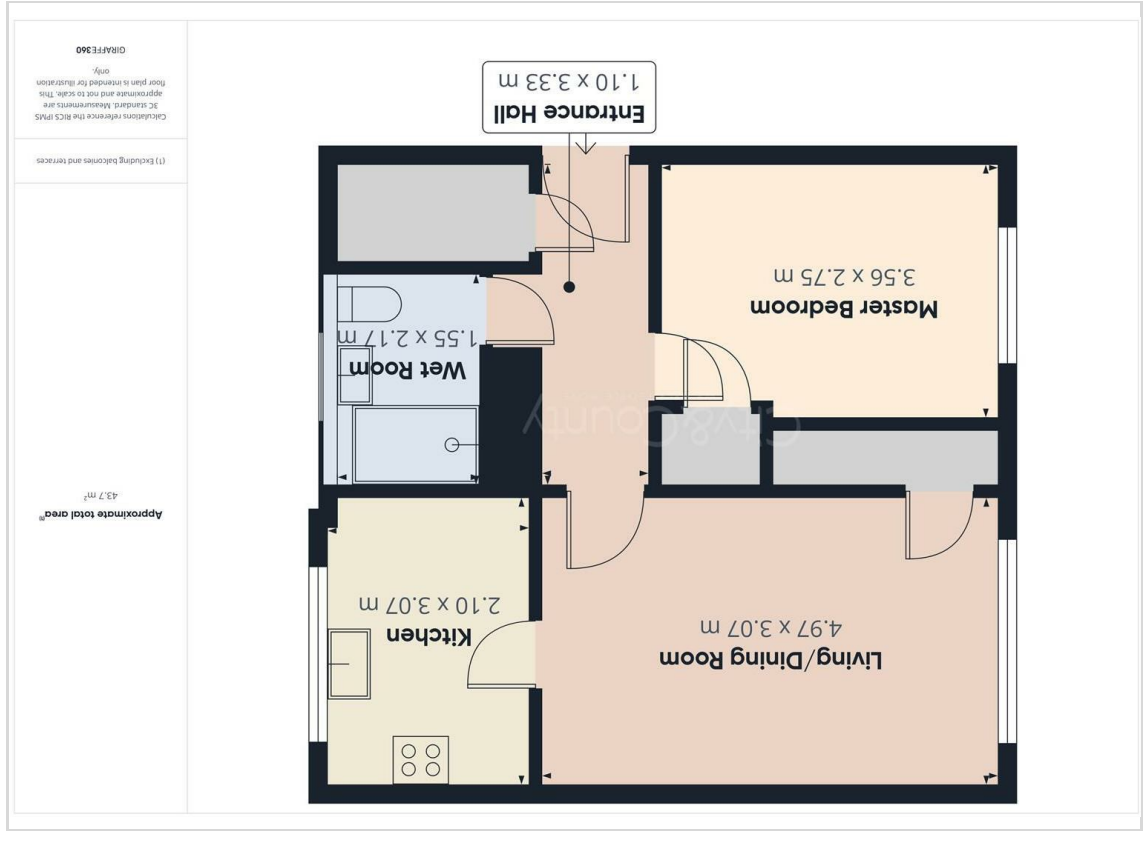 Living/Dining Room
4.97 x 3.07 m
Kitchen
2.10 x 3.07 m
Wet Room
1.55 x 2.17 m
Master Bedroom
3.56 x 2.75 m
Entrance Hall
1.10 x 3.33 m
City&County
Approximate total area⁽¹⁾
43.7 m²
(1) Excluding balconies and terraces
Calculations reference the RICS IPMS
3C standard. Measurements are
approximate and not to scale. This
floor plan is intended for illustration
only.
GIRAFFE360